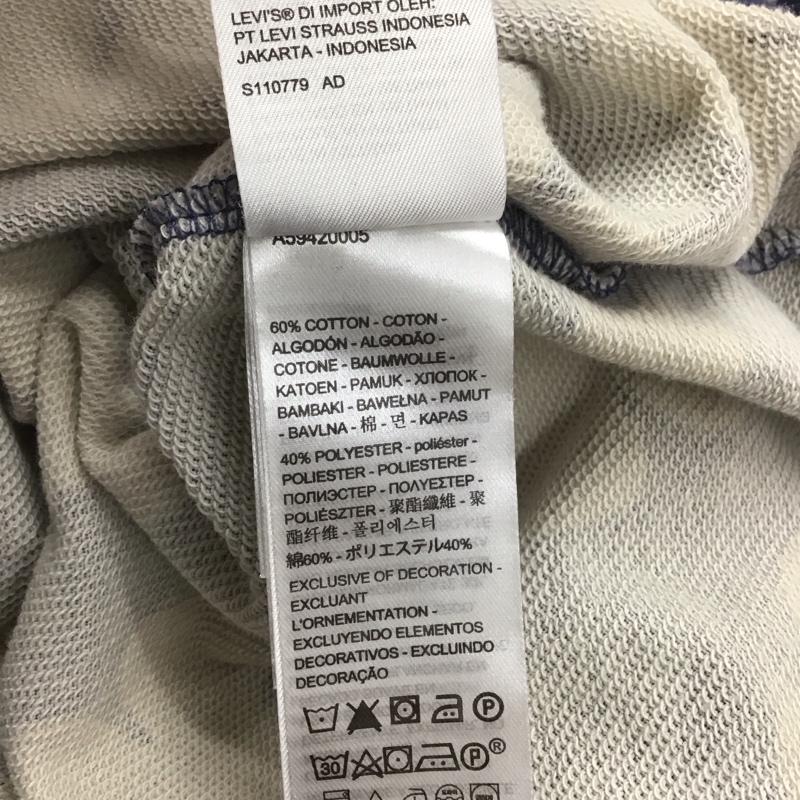 LEVI'S® DI IMPORT OLEH:
PT LEVI STRAUSS INDONESIA
JAKARTA - INDONESIA
S110779 AD
A59420005
60% COTTON - COTON -
ALGODÓN - ALGODÃO -
COTONE - BAUMWOLLE -
KATOEN - PAMUK - ХЛОПОК -
BAMBAKI - BAWEŁNA - PAMUT
- BAVLNA - 棉 - 면 - KAPAS
40% POLYESTER - poliéster -
POLIESTER - POLIESTERE -
ПОЛИЭСТЕР - ΠΟΛΥΕΣΤΕΡ -
POLIÉSZTER - 聚酯纖維 - 聚
酯纤维 - 폴리에스터
綿60% - ポリエステル40%
EXCLUSIVE OF DECORATION -
EXCLUANT
L'ORNEMENTATION -
EXCLUYENDO ELEMENTOS
DECORATIVOS - EXCLUINDO
DECORAÇÃO
P
30 P®